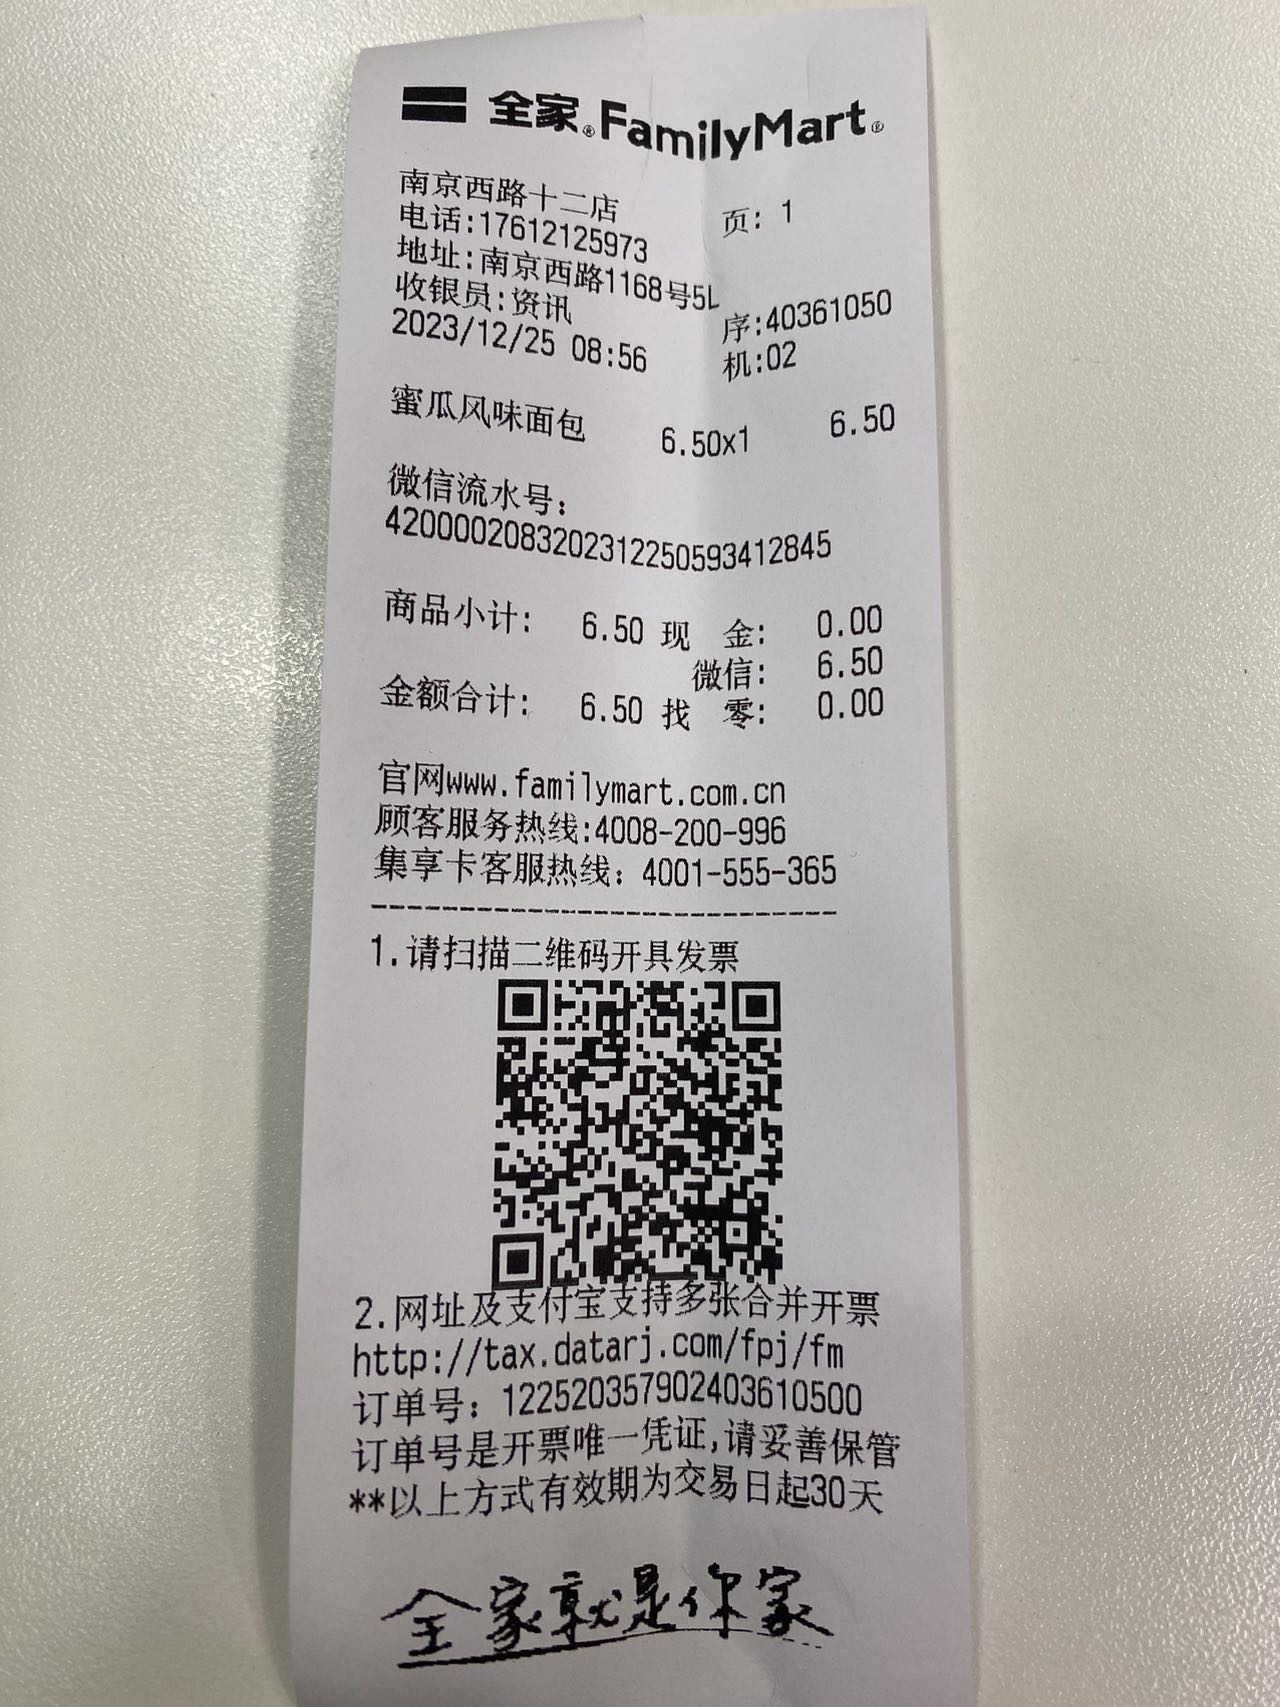 全家® FamilyMart®
南京西路十二店
页: 1
电话:17612125973
地址:南京西路1168号5L
收银员:资讯
序:40361050
2023/12/25 08:56
机:02
蜜瓜风味面包 6.50x1 6.50
微信流水号:
4200002083202312250593412845
商品小计: 6.50 现 金: 0.00
微信: 6.50
金额合计: 6.50 找 零: 0.00
官网www.familymart.com.cn
顾客服务热线:4008-200-996
集享卡客服热线: 4001-555-365
--------------------------------
1.请扫描二维码开具发票
2.网址及支付宝支持多张合并开票
http://tax.datarj.com/fpj/fm
订单号: 122520357902403610500
订单号是开票唯一凭证,请妥善保管
**以上方式有效期为交易日起30天
全家就是你家